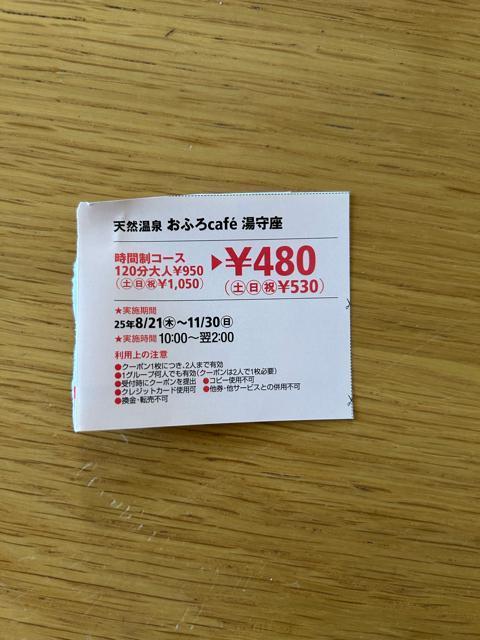 天然温泉 おふろcafé 湯守座
時間制コース
120分大人¥950
(土日祝¥1,050)
▶¥480
(土日祝¥530)
★実施期間
25年8/21木〜11/30日
★実施時間 10:00〜翌2:00
利用上の注意
●クーポン1枚につき、2人まで有効
●1グループ何人でも有効(クーポンは2人で1枚必要)
●受付時にクーポンを提出 ●コピー使用不可
●クレジットカード使用可 ●他券・他サービスとの併用不可
●換金・転売不可